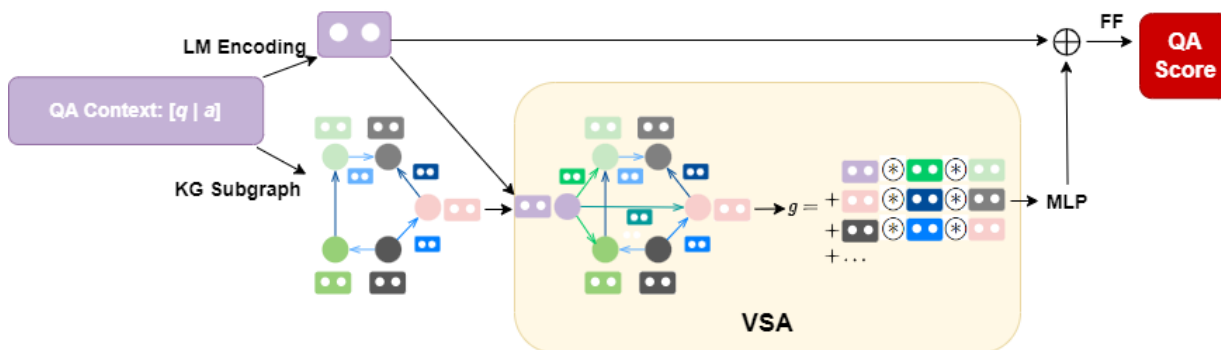 LM Encoding
QA Context: [q | a]
KG Subgraph
g =
⊛ ⊛
+ ⊛ ⊛
+ ⊛ ⊛
+ ...
VSA
MLP
⊕
FF
QA
Score